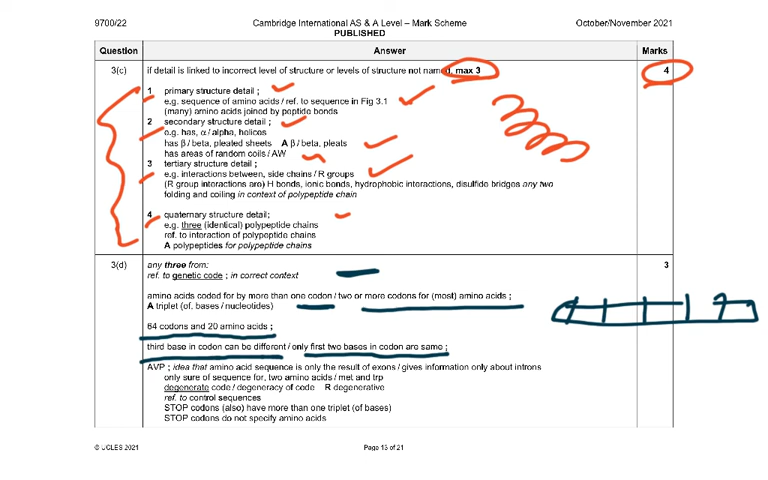 9700/22
Cambridge International AS & A Level – Mark Scheme
PUBLISHED
October/November 2021
Question
Answer
Marks
3(c)
if detail is linked to incorrect level of structure or levels of structure not named, max 3
4
1 primary structure detail ;
e.g. sequence of amino acids / ref. to sequence in Fig 3.1
(many) amino acids joined by peptide bonds
2 secondary structure detail ;
e.g. has, α / alpha, helices
has β / beta, pleated sheets A β / beta, pleats
has areas of random coils / AW
3 tertiary structure detail ;
e.g. interactions between, side chains / R groups
(R group interactions are) H bonds, ionic bonds, hydrophobic interactions, disulfide bridges any two
folding and coiling in context of polypeptide chain
4 quaternary structure detail;
e.g. three (identical) polypeptide chains
ref. to interaction of polypeptide chains
A polypeptides for polypeptide chains
3(d)
any three from:
3
ref. to genetic code ; in correct context
amino acids coded for by more than one codon / two or more codons for (most) amino acids ;
A triplet (of. bases / nucleotides)
64 codons and 20 amino acids ;
third base in codon can be different / only first two bases in codon are same ;
AVP ; idea that amino acid sequence is only the result of exons / gives information only about introns
only sure of sequence for, two amino acids / met and trp
degenerate code / degeneracy of code R degenerative
ref. to control sequences
STOP codons (also) have more than one triplet (of bases)
STOP codons do not specify amino acids
© UCLES 2021
Page 13 of 21